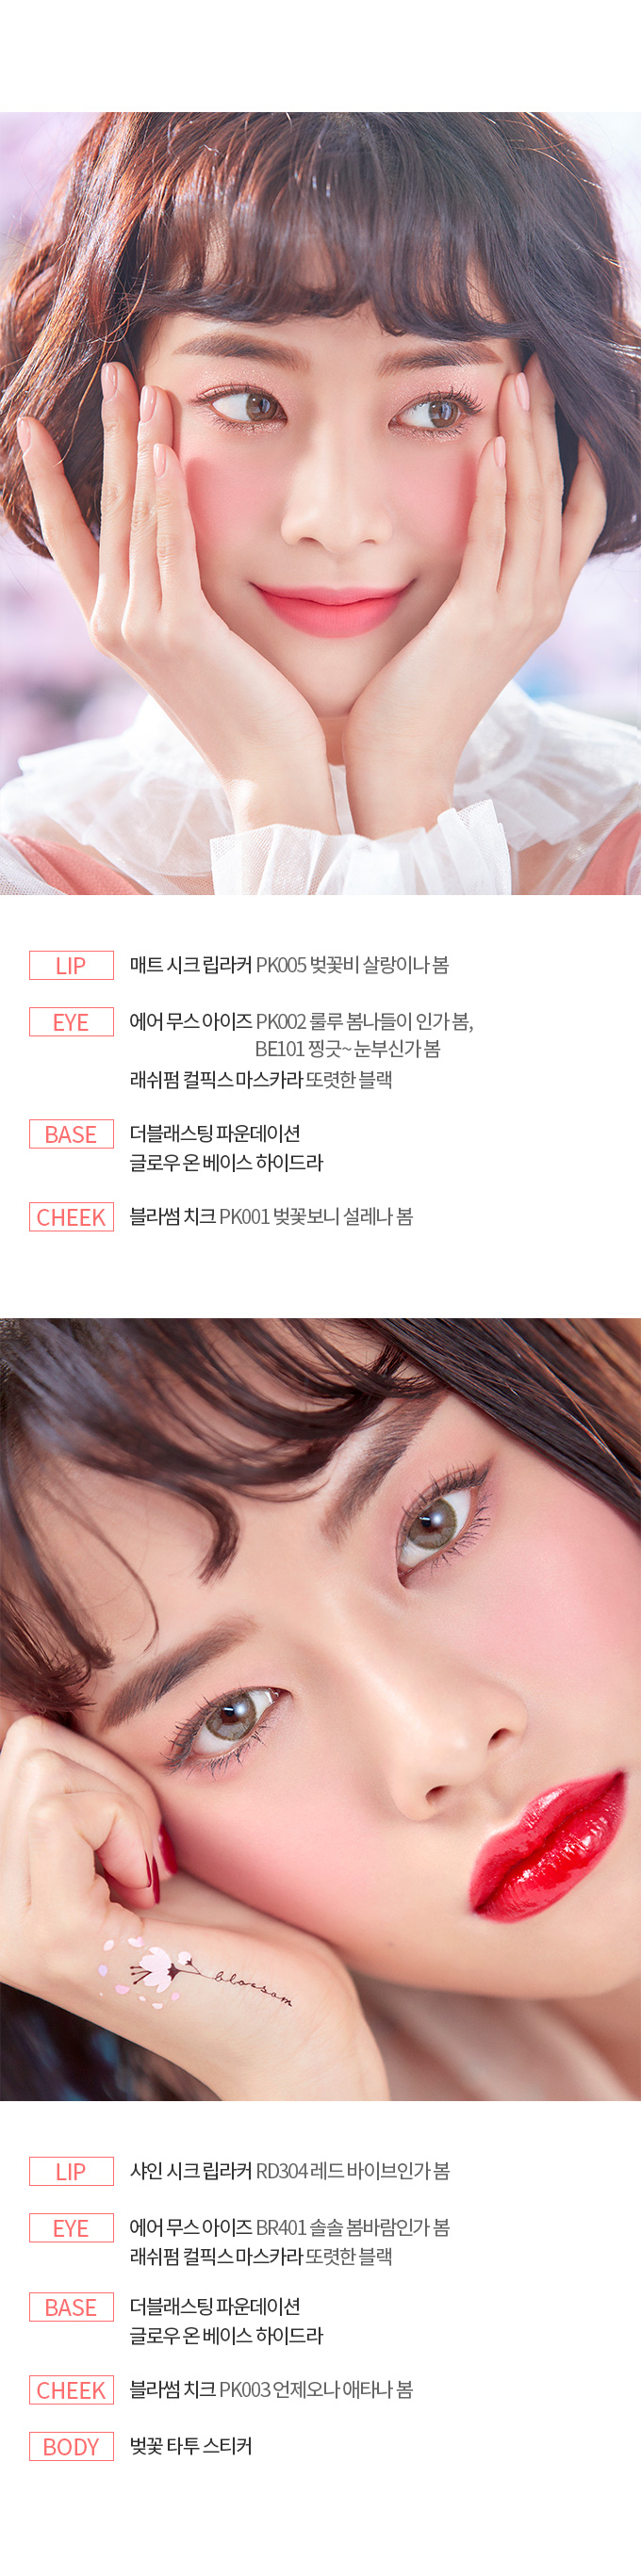 LIP 매트 시크 립라커 PK005 벚꽃비 살랑이나 봄
EYE 에어 무스 아이즈 PK002 룰루 봄나들이 인가 봄,
BE101 찡긋~ 눈부신가 봄
래쉬펌 컬픽스 마스카라 또렷한 블랙
BASE 더블래스팅 파운데이션
글로우 온 베이스 하이드라
CHEEK 블라썸 치크 PK001 벚꽃보니 설레나 봄
blossom
LIP 샤인 시크 립라커 RD304 레드 바이브인가 봄
EYE 에어 무스 아이즈 BR401 솔솔 봄바람인가 봄
래쉬펌 컬픽스 마스카라 또렷한 블랙
BASE 더블래스팅 파운데이션
글로우 온 베이스 하이드라
CHEEK 블라썸 치크 PK003 언제오나 애타나 봄
BODY 벚꽃 타투 스티커